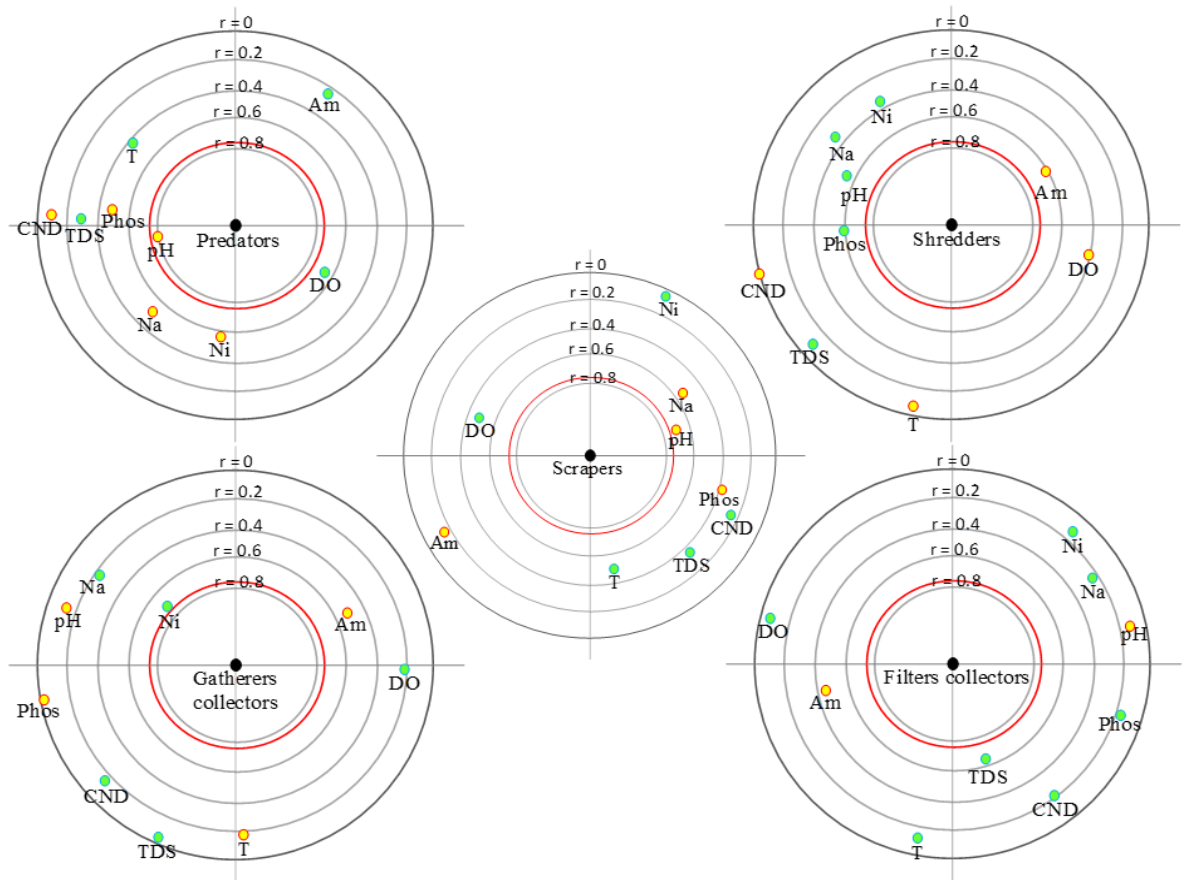 r = 0
r = 0.2
r = 0.4
r = 0.6
r = 0.8
Am
T
CND
TDS
Phos
pH
Predators
DO
Na
Ni
r = 0
r = 0.2
r = 0.4
r = 0.6
r = 0.8
Ni
Na
pH
Am
Phos
Shredders
DO
CND
TDS
T
r = 0
r = 0.2
r = 0.4
r = 0.6
r = 0.8
Ni
Na
DO
pH
Scrapers
Phos
CND
Am
TDS
T
r = 0
r = 0.2
r = 0.4
r = 0.6
r = 0.8
Na
pH
Ni
Am
Gatherers
collectors
DO
Phos
CND
TDS
T
r = 0
r = 0.2
r = 0.4
r = 0.6
r = 0.8
Ni
Na
DO
pH
Filters collectors
Am
Phos
TDS
CND
T